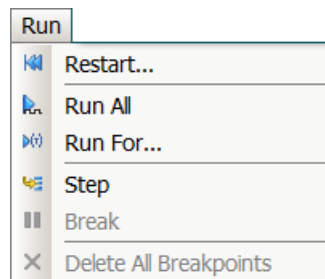 Run
Restart...
Run All
Run For...
Step
Break
Delete All Breakpoints